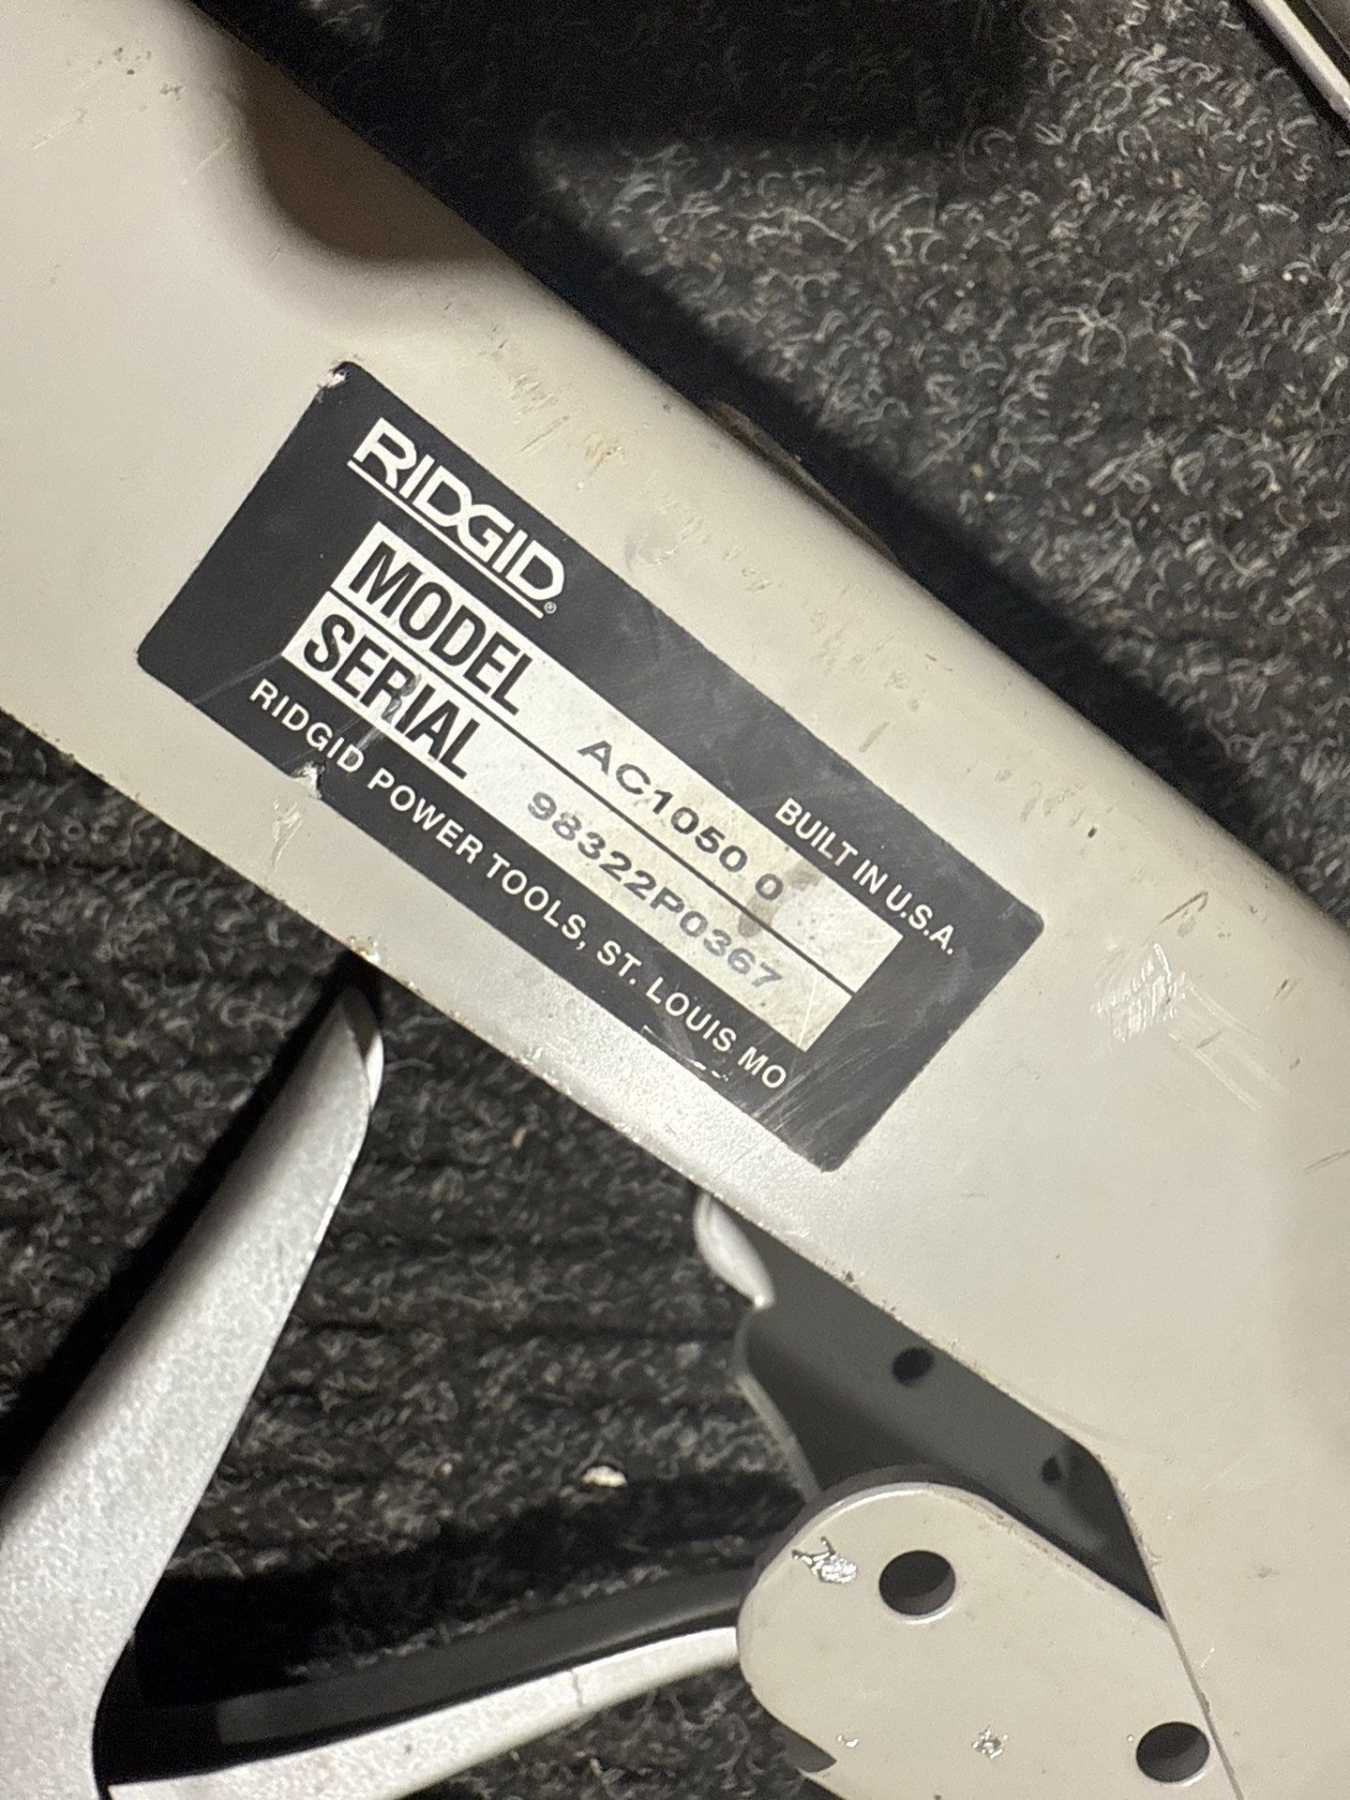 RIDGID®
MODEL AC1050 0
SERIAL 98322P0367
BUILT IN U.S.A.
RIDGID POWER TOOLS, ST. LOUIS MO